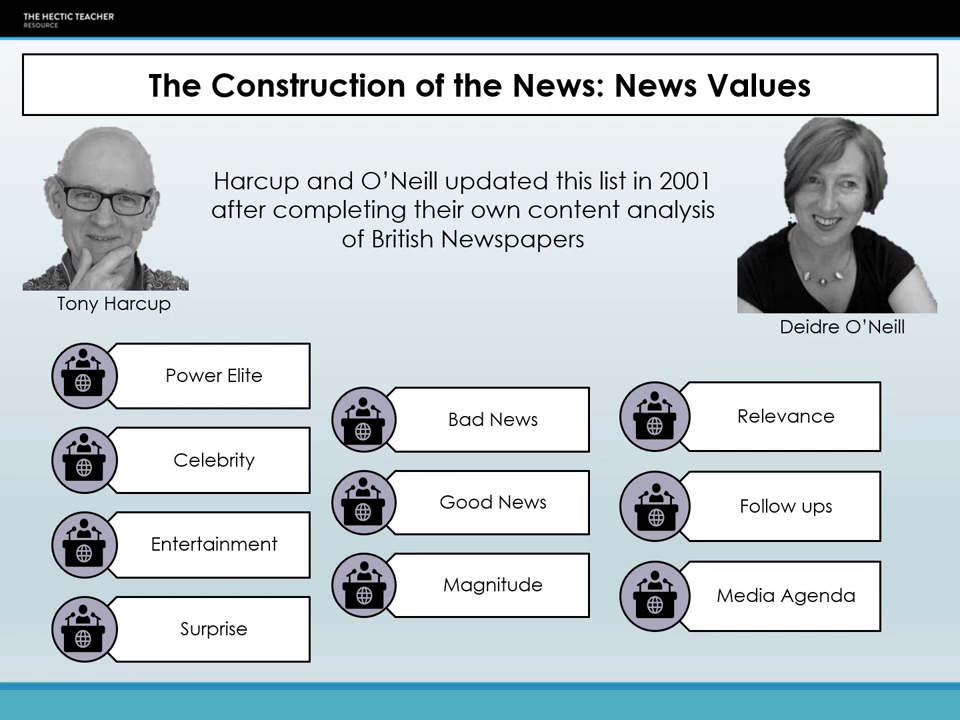 THE HECTIC TEACHER
RESOURCE
The Construction of the News: News Values
Harcup and O’Neill updated this list in 2001
after completing their own content analysis
of British Newspapers
Tony Harcup
Deidre O’Neill
Power Elite
Celebrity
Entertainment
Surprise
Bad News
Good News
Magnitude
Relevance
Follow ups
Media Agenda